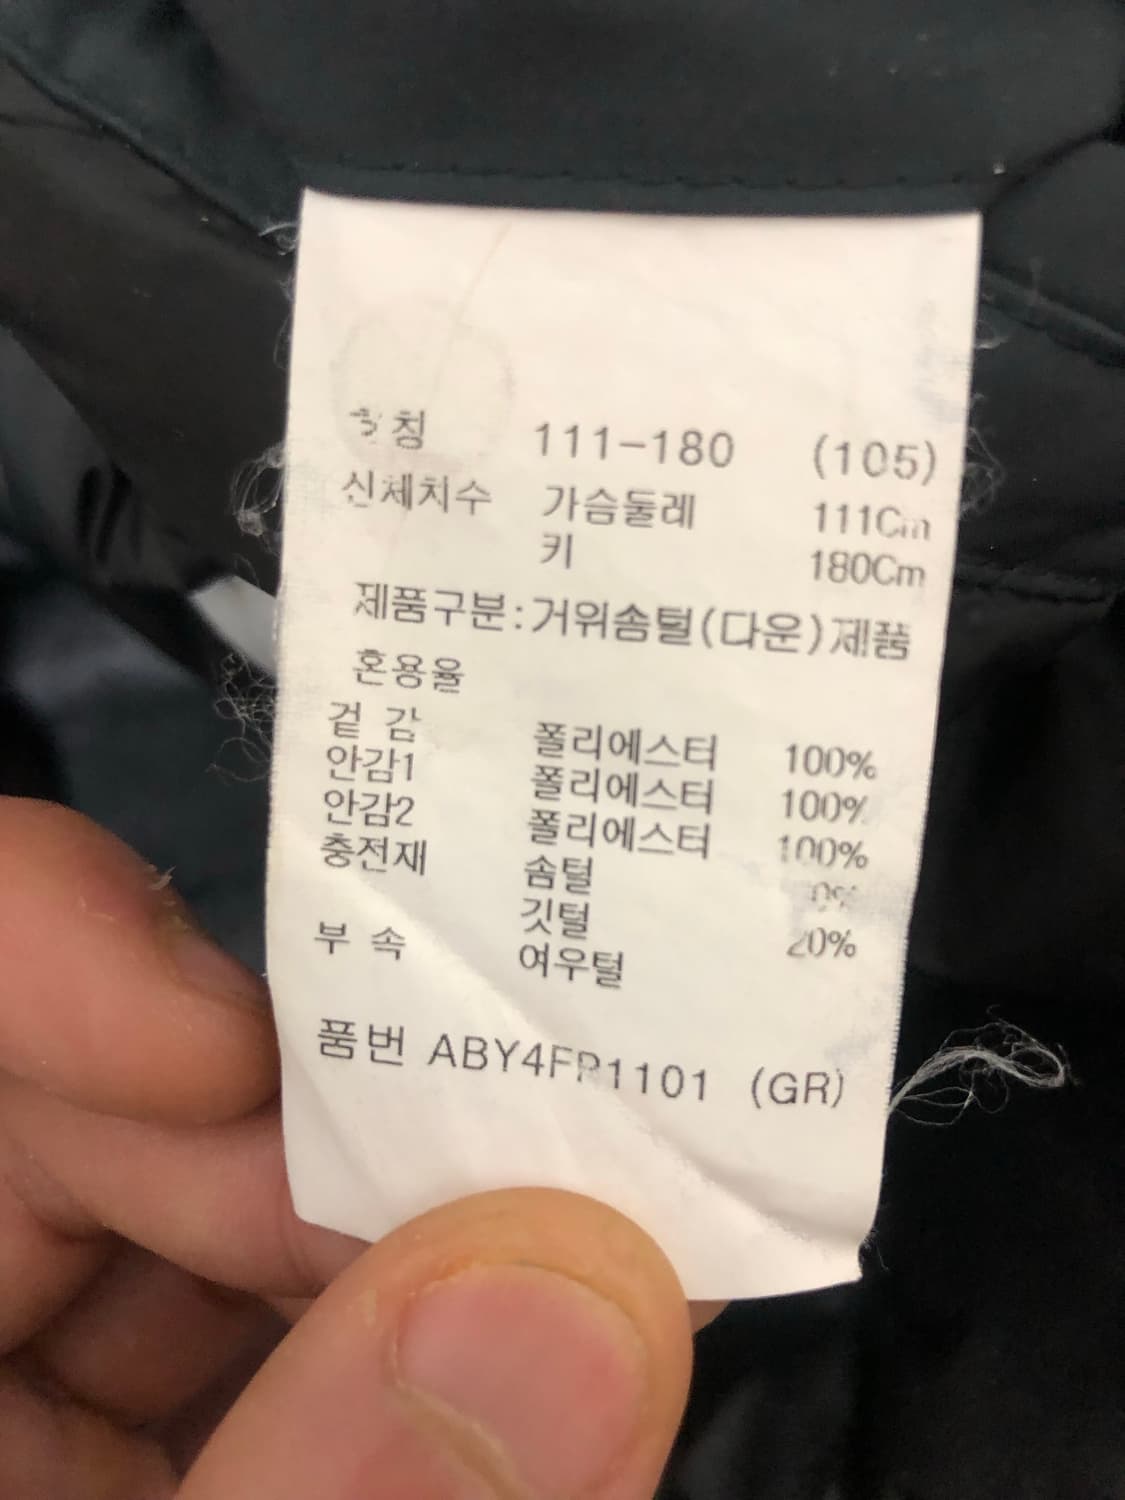 111-180 (105)
신체치수 가슴둘레 111Cm
키 180Cm
제품구분:거위솜털(다운)제품
혼용율
겉 감 폴리에스터 100%
안감1 폴리에스터 100%
안감2 폴리에스터 100%
충전재 솜털
깃털 20%
부 속 여우털
품번 ABY4FP1101 (GR)